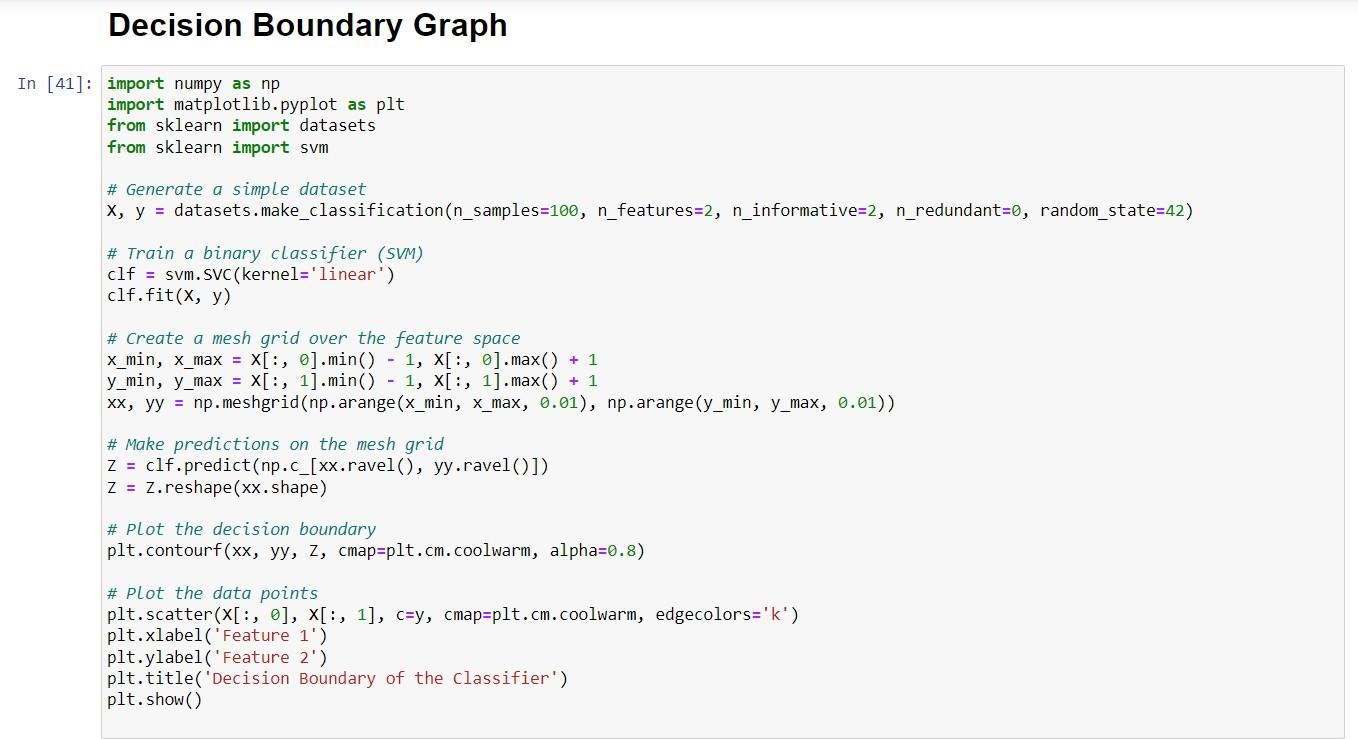 Decision Boundary Graph
In [41]:
import numpy as np
import matplotlib.pyplot as plt
from sklearn import datasets
from sklearn import svm
# Generate a simple dataset
X, y = datasets.make_classification(n_samples=100, n_features=2, n_informative=2, n_redundant=0, random_state=42)
# Train a binary classifier (SVM)
clf = svm.SVC(kernel='linear')
clf.fit(X, y)
# Create a mesh grid over the feature space
x_min, x_max = X[:, 0].min() - 1, X[:, 0].max() + 1
y_min, y_max = X[:, 1].min() - 1, X[:, 1].max() + 1
xx, yy = np.meshgrid(np.arange(x_min, x_max, 0.01), np.arange(y_min, y_max, 0.01))
# Make predictions on the mesh grid
Z = clf.predict(np.c_[xx.ravel(), yy.ravel()])
Z = Z.reshape(xx.shape)
# Plot the decision boundary
plt.contourf(xx, yy, Z, cmap=plt.cm.coolwarm, alpha=0.8)
# Plot the data points
plt.scatter(X[:, 0], X[:, 1], c=y, cmap=plt.cm.coolwarm, edgecolors='k')
plt.xlabel('Feature 1')
plt.ylabel('Feature 2')
plt.title('Decision Boundary of the Classifier')
plt.show()